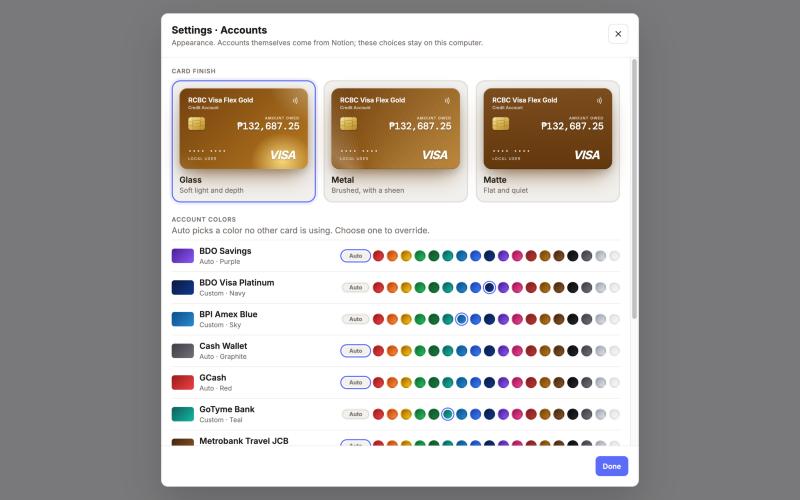 Settings · Accounts
Appearance. Accounts themselves come from Notion; these choices stay on this computer.
CARD FINISH
RCBC Visa Flex Gold
Credit Account
AMOUNT OWED
₱132,687.25
•••• ••••
LOCAL USER
VISA
Glass
Soft light and depth
RCBC Visa Flex Gold
Credit Account
AMOUNT OWED
₱132,687.25
•••• ••••
LOCAL USER
VISA
Metal
Brushed, with a sheen
RCBC Visa Flex Gold
Credit Account
AMOUNT OWED
₱132,687.25
•••• ••••
LOCAL USER
VISA
Matte
Flat and quiet
ACCOUNT COLORS
Auto picks a color no other card is using. Choose one to override.
BDO Savings
Auto · Purple
Auto
BDO Visa Platinum
Custom · Navy
Auto
BPI Amex Blue
Custom · Sky
Auto
Cash Wallet
Auto · Graphite
Auto
GCash
Auto · Red
Auto
GoTyme Bank
Custom · Teal
Auto
Metrobank Travel JCB
Auto
Done